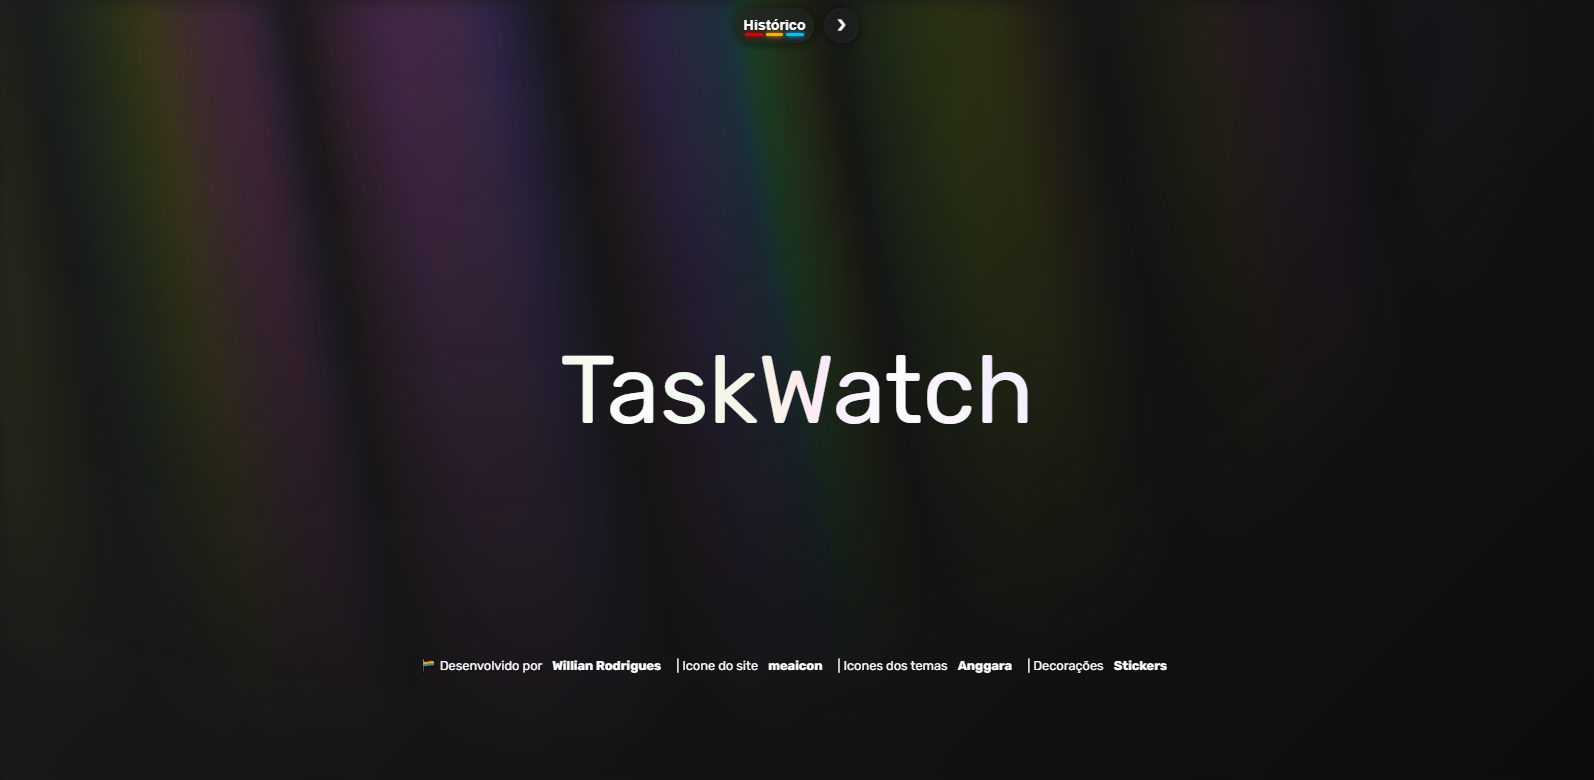 Histórico
TaskWatch
Desenvolvido por Willian Rodrigues | Icone do site meaicon | Icones dos temas Anggara | Decorações Stickers